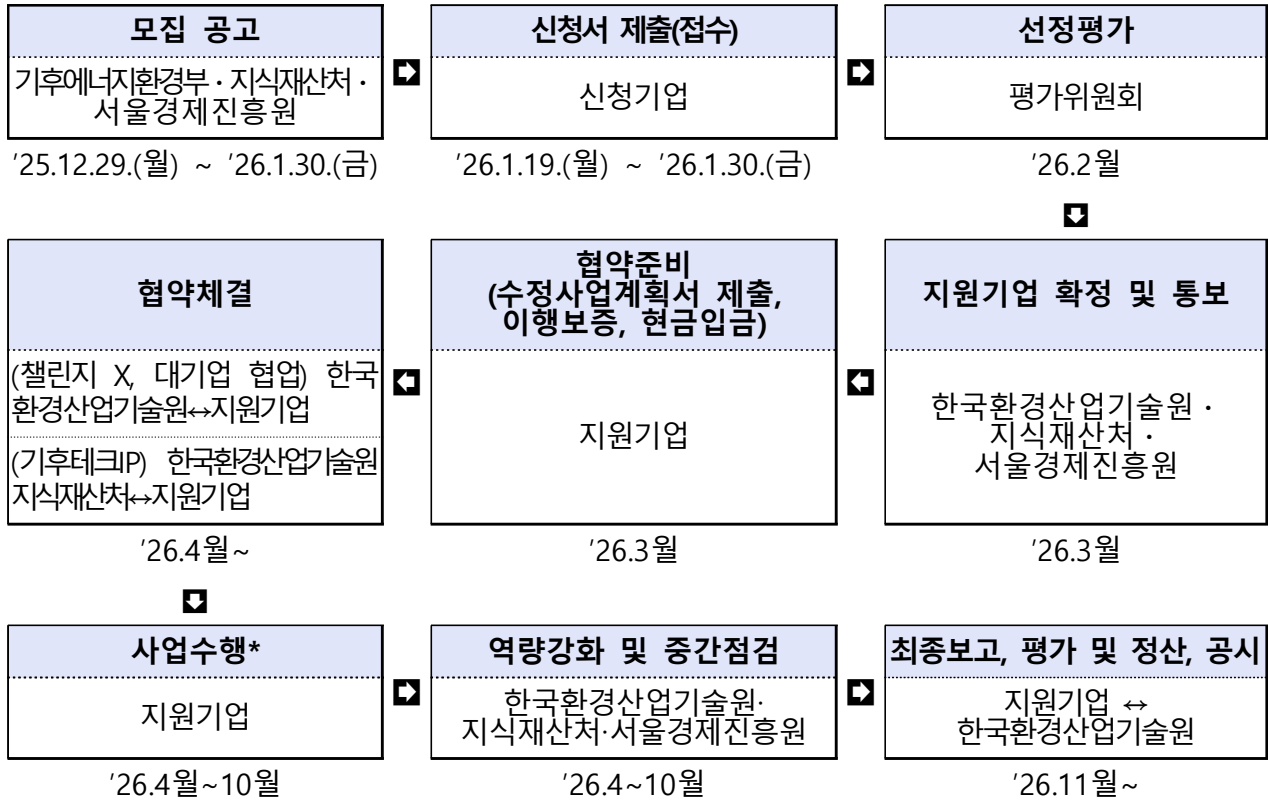 모집 공고
기후에너지환경부·지식재산처·
서울경제진흥원
'25.12.29.(월) ~ '26.1.30.(금)
신청서 제출(접수)
신청기업
'26.1.19.(월) ~ '26.1.30.(금)
선정평가
평가위원회
'26.2월
지원기업 확정 및 통보
한국환경산업기술원·
지식재산처·
서울경제진흥원
'26.3월
협약준비
(수정사업계획서 제출,
이행보증, 현금입금)
지원기업
'26.3월
협약체결
(챌린지 X, 대기업 협업) 한국
환경산업기술원↔지원기업
(기후테크IP) 한국환경산업기술원
지식재산처↔지원기업
'26.4월~
사업수행*
지원기업
'26.4월~10월
역량강화 및 중간점검
한국환경산업기술원·
지식재산처·서울경제진흥원
'26.4~10월
최종보고, 평가 및 정산, 공시
지원기업 ↔
한국환경산업기술원
'26.11월~